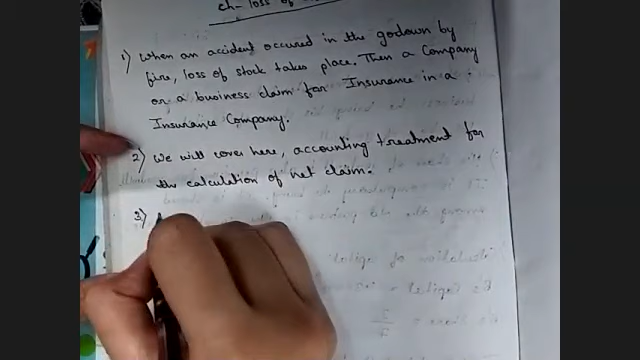 ch- loss of
1) When an accident occured in the godown by
fire, loss of stock takes place. Then a Company
or a business claim for Insurance in a
Insurance Company.
2) We will cover here, accounting treatment for
the calculation of net claim.
3)